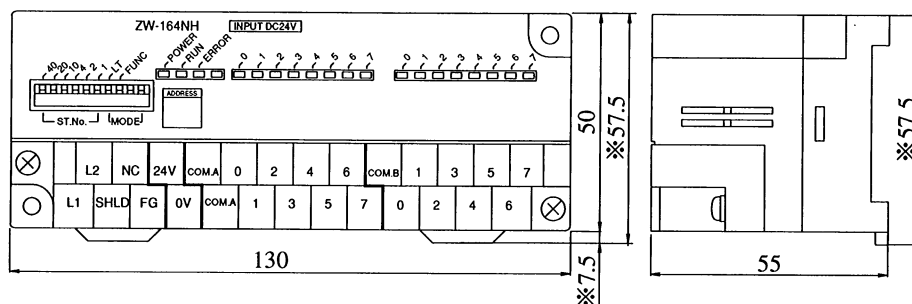 ZW-164NH INPUT DC24V
POWER RUN ERROR
0 1 2 3 4 5 6 7
0 1 2 3 4 5 6 7
40 20 10 4 2 1 LT FUNC
ADDRESS
ST.No. MODE
L2 NC 24V COM.A 0 2 4 6 COM.B 1 3 5 7
L1 SHLD FG 0V COM.A 1 3 5 7 0 2 4 6
50
※57.5
※57.5
130
※7.5
55